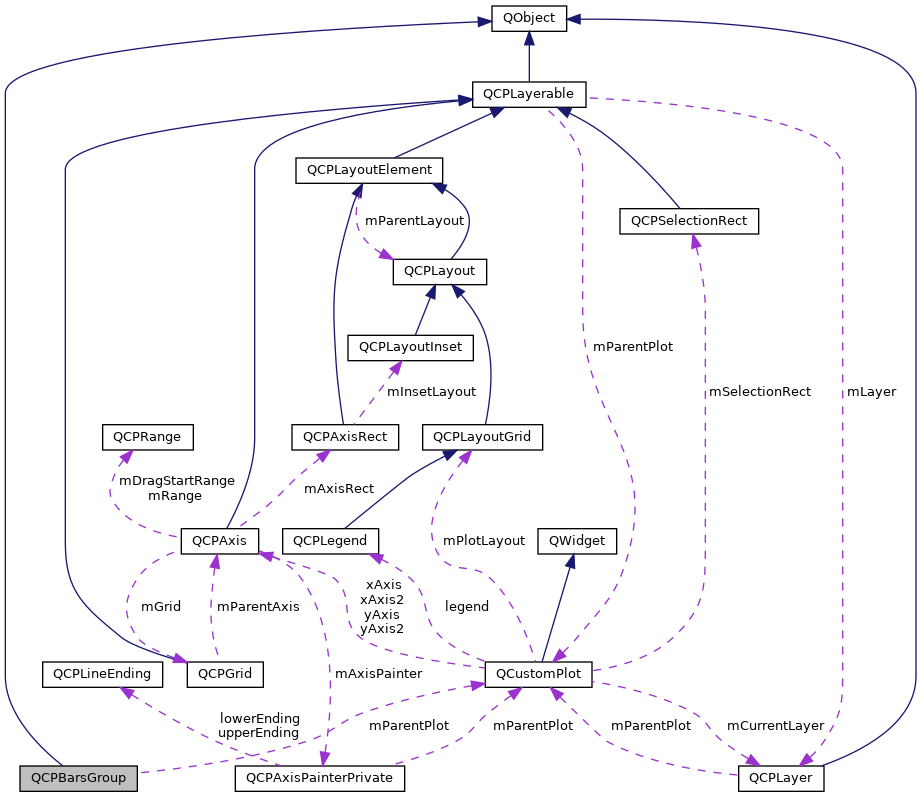 QObject
QCPLayerable
QCPLayoutElement
QCPSelectionRect
mParentLayout
QCPLayout
QCPLayoutInset
mParentPlot
mInsetLayout
mSelectionRect
mLayer
QCPRange
QCPAxisRect
QCPLayoutGrid
mDragStartRange
mRange
mAxisRect
QCPAxis
QCPLegend
mPlotLayout
QWidget
mGrid
mParentAxis
xAxis
xAxis2
yAxis
yAxis2
legend
QCPLineEnding
QCPGrid
mAxisPainter
QCustomPlot
lowerEnding
upperEnding
mParentPlot
mParentPlot
mParentPlot
mCurrentLayer
QCPBarsGroup
QCPAxisPainterPrivate
QCPLayer